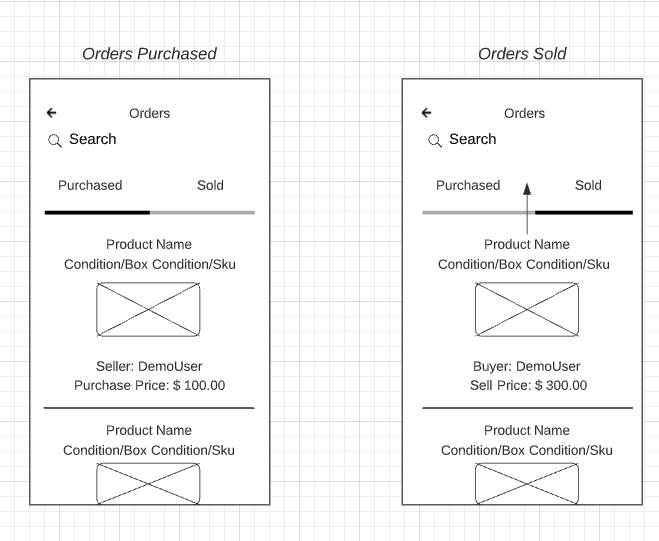 Orders Purchased
Orders
Search
Purchased Sold
Product Name
Condition/Box Condition/Sku
Seller: DemoUser
Purchase Price: $ 100.00
Product Name
Condition/Box Condition/Sku
Orders Sold
Orders
Search
Purchased Sold
Product Name
Condition/Box Condition/Sku
Buyer: DemoUser
Sell Price: $ 300.00
Product Name
Condition/Box Condition/Sku